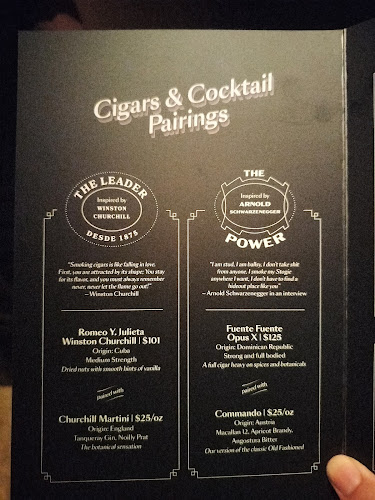 Cigars & Cocktail
Pairings
THE LEADER
Inspired by
WINSTON
CHURCHILL
DESDE 1875
"Smoking cigars is like falling in love.
First, you are attracted by its shape; You stay
for its flavor, and you must always remember
never, never let the flame go out!"
– Winston Churchill
Romeo Y. Julieta
Winston Churchill | $101
Origin: Cuba
Medium Strength
Dried nuts with smooth hints of vanilla
paired with
Churchill Martini | $25/oz
Origin: England
Tanqueray Gin, Noilly Prat
The botanical sensation
THE
Inspired by
ARNOLD
SCHWARZENEGGER
POWER
"I am stud, I am ballsy, I don't take shit
from anyone, I smoke my Stogie
anywhere I want, I don't have to find a
hideout place like you"
– Arnold Schwarzenegger in an interview
Fuente Fuente
Opus X | $125
Origin: Dominican Republic
Strong and full bodied
A full cigar heavy on spices and botanicals
paired with
Commando | $25/oz
Origin: Austria
Macallan 12, Apricot Brandy,
Angostura Bitter
Our version of the classic Old Fashioned